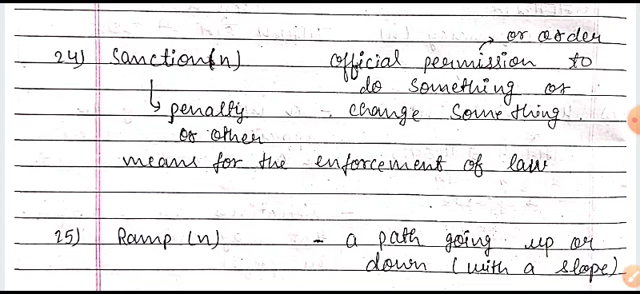 or order
24) Sanction(n) official permission to
do something or
↳ penalty - change something.
or other
means for the enforcement of law
25) Ramp (n) - a path going up or
down (with a slope)